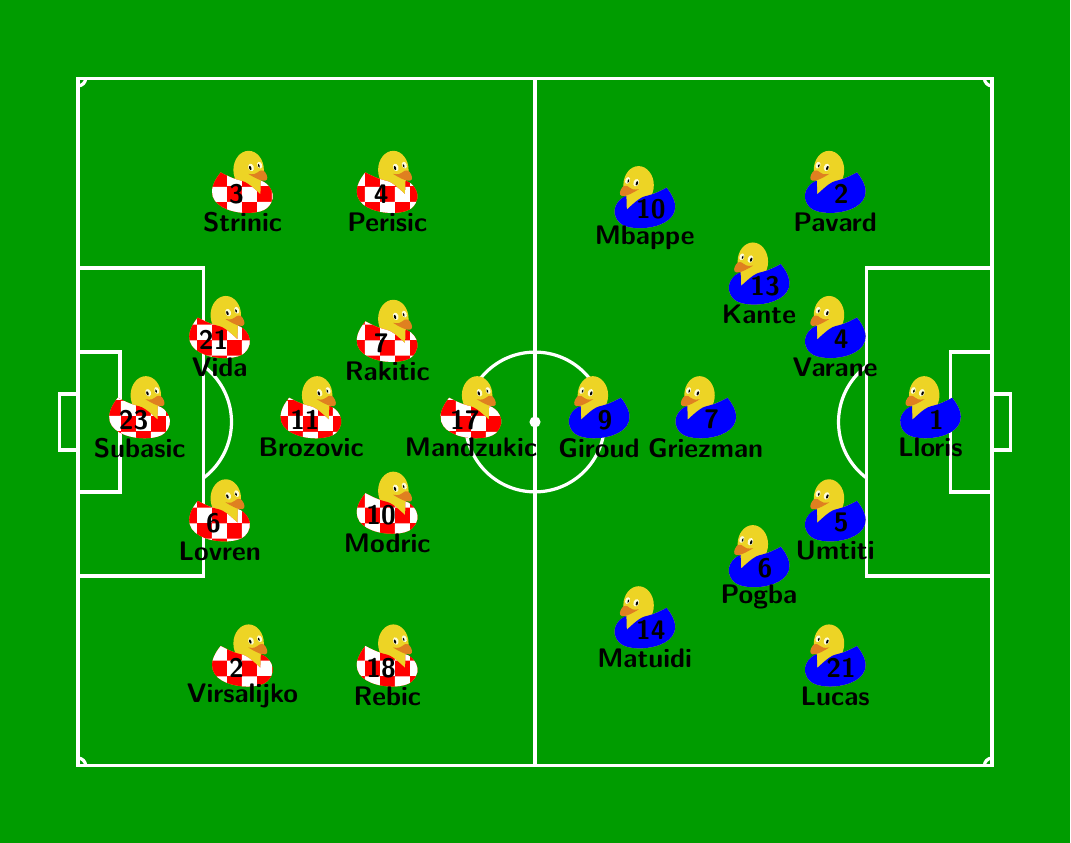 3
Strinic
4
Perisic
10
Mbappe
2
Pavard
13
Kante
21
Vida
7
Rakitic
4
Varane
23
Subasic
11
Brozovic
17
Mandzukic
9
Giroud
7
Griezman
1
Lloris
6
Lovren
10
Modric
5
Umtiti
6
Pogba
14
Matuidi
2
Virsalijko
18
Rebic
21
Lucas